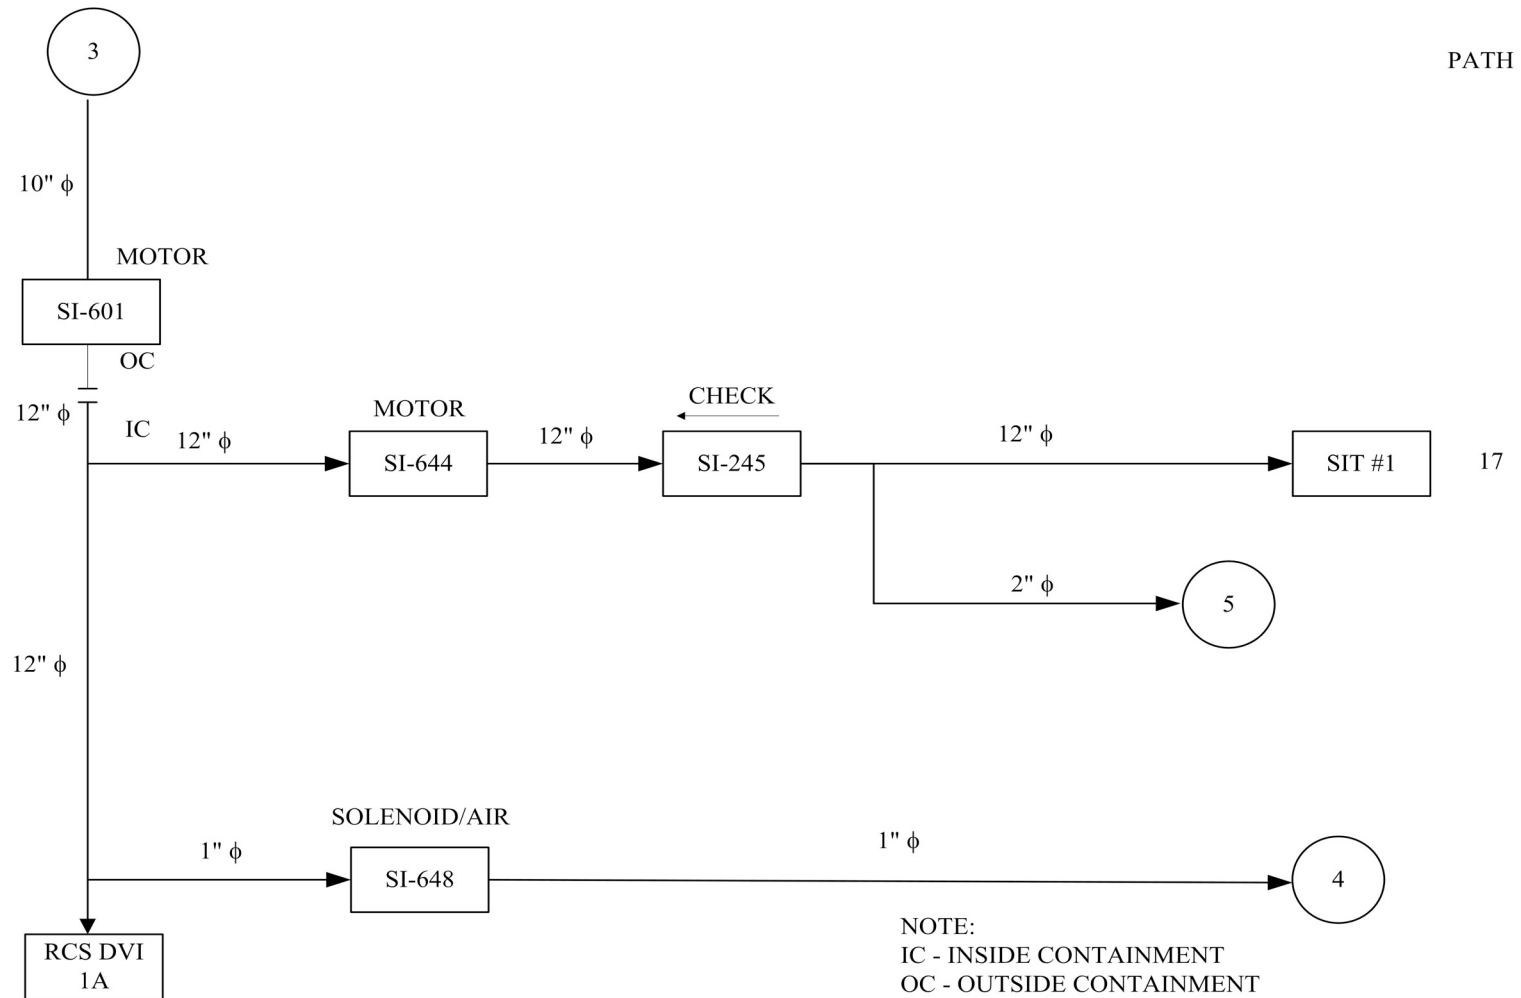 3
PATH
10" ϕ
MOTOR
SI-601
OC
12" ϕ
IC
12" ϕ
MOTOR
SI-644
12" ϕ
CHECK
SI-245
12" ϕ
SIT #1
17
2" ϕ
5
12" ϕ
SOLENOID/AIR
1" ϕ
SI-648
1" ϕ
4
RCS DVI
1A
NOTE:
IC - INSIDE CONTAINMENT
OC - OUTSIDE CONTAINMENT